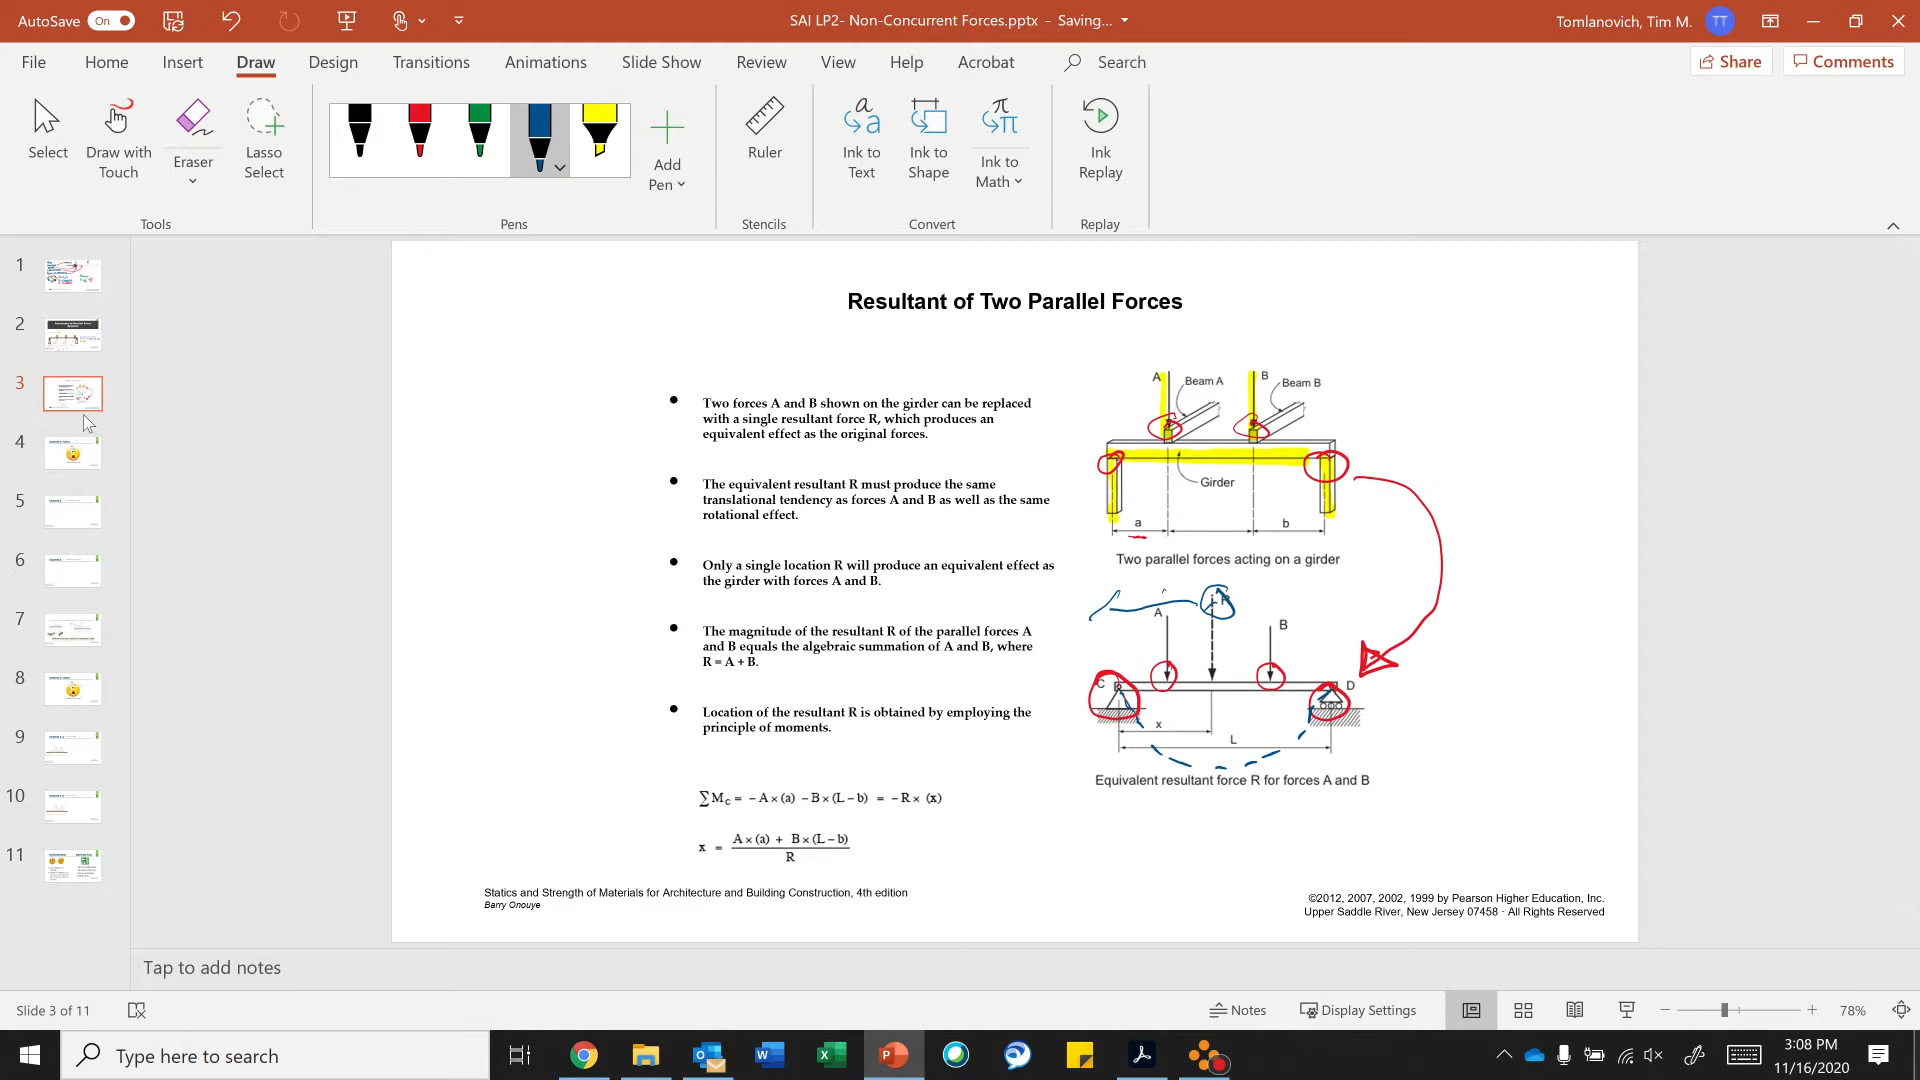 AutoSave On
SAI LP2- Non-Concurrent Forces.pptx - Saving...
Tomlanovich, Tim M. TT
File Home Insert Draw Design Transitions Animations Slide Show Review View Help Acrobat Search
Share Comments
Select
Draw with Touch
Eraser
Lasso Select
Add Pen
Ruler
Ink to Text
Ink to Shape
Ink to Math
Ink Replay
Tools Pens Stencils Convert Replay
1
2
3
4
5
6
7
8
9
10
11
Resultant of Two Parallel Forces
• Two forces A and B shown on the girder can be replaced
with a single resultant force R, which produces an
equivalent effect as the original forces.
• The equivalent resultant R must produce the same
translational tendency as forces A and B as well as the same
rotational effect.
• Only a single location R will produce an equivalent effect as
the girder with forces A and B.
• The magnitude of the resultant R of the parallel forces A
and B equals the algebraic summation of A and B, where
R = A + B.
• Location of the resultant R is obtained by employing the
principle of moments.
∑M_C = – A × (a) – B × (L – b) = – R × (x)
x = A × (a) + B × (L – b)
R
A Beam A B Beam B
Girder
a b
Two parallel forces acting on a girder
A R B
C D
x
L
Equivalent resultant force R for forces A and B
Statics and Strength of Materials for Architecture and Building Construction, 4th edition
Barry Onouye
©2012, 2007, 2002, 1999 by Pearson Higher Education, Inc.
Upper Saddle River, New Jersey 07458 · All Rights Reserved
Tap to add notes
Slide 3 of 11
Notes Display Settings 78%
Type here to search
3:08 PM
11/16/2020